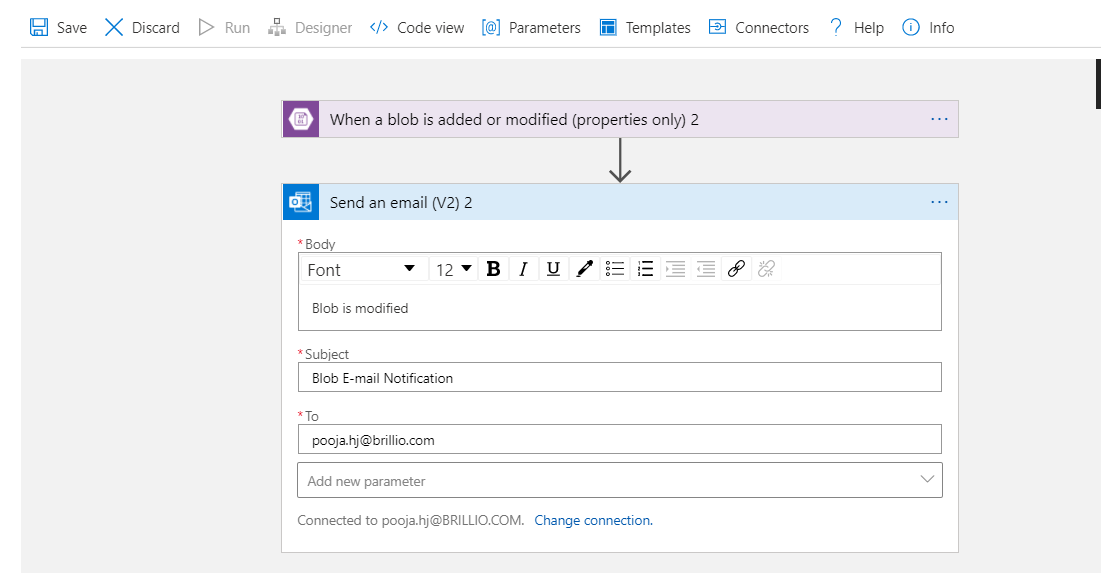 Save Discard Run Designer Code view Parameters Templates Connectors Help Info
When a blob is added or modified (properties only) 2
Send an email (V2) 2
* Body
Font 12 B I U
Blob is modified
* Subject
Blob E-mail Notification
* To
pooja.hj@brillio.com
Add new parameter
Connected to pooja.hj@BRILLIO.COM. Change connection.